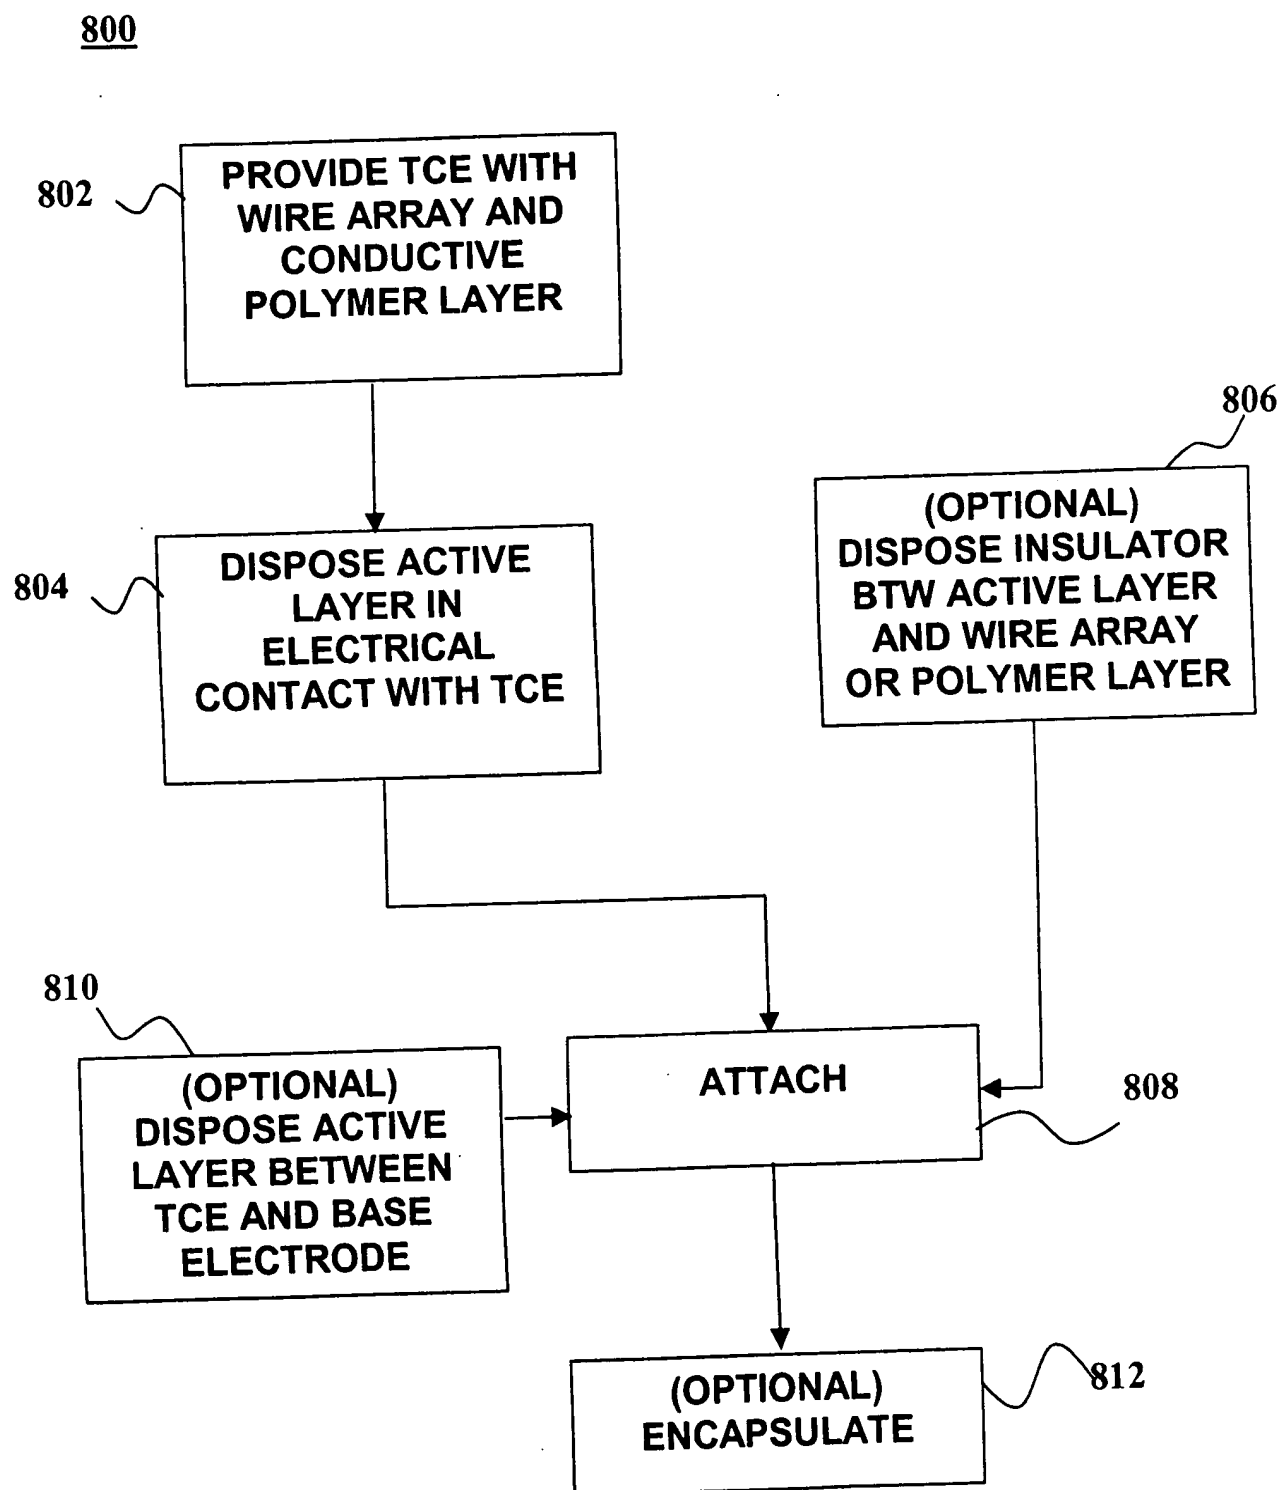 800
802
PROVIDE TCE WITH
WIRE ARRAY AND
CONDUCTIVE
POLYMER LAYER
804
DISPOSE ACTIVE
LAYER IN
ELECTRICAL
CONTACT WITH TCE
806
(OPTIONAL)
DISPOSE INSULATOR
BTW ACTIVE LAYER
AND WIRE ARRAY
OR POLYMER LAYER
810
(OPTIONAL)
DISPOSE ACTIVE
LAYER BETWEEN
TCE AND BASE
ELECTRODE
ATTACH
808
(OPTIONAL)
ENCAPSULATE
812